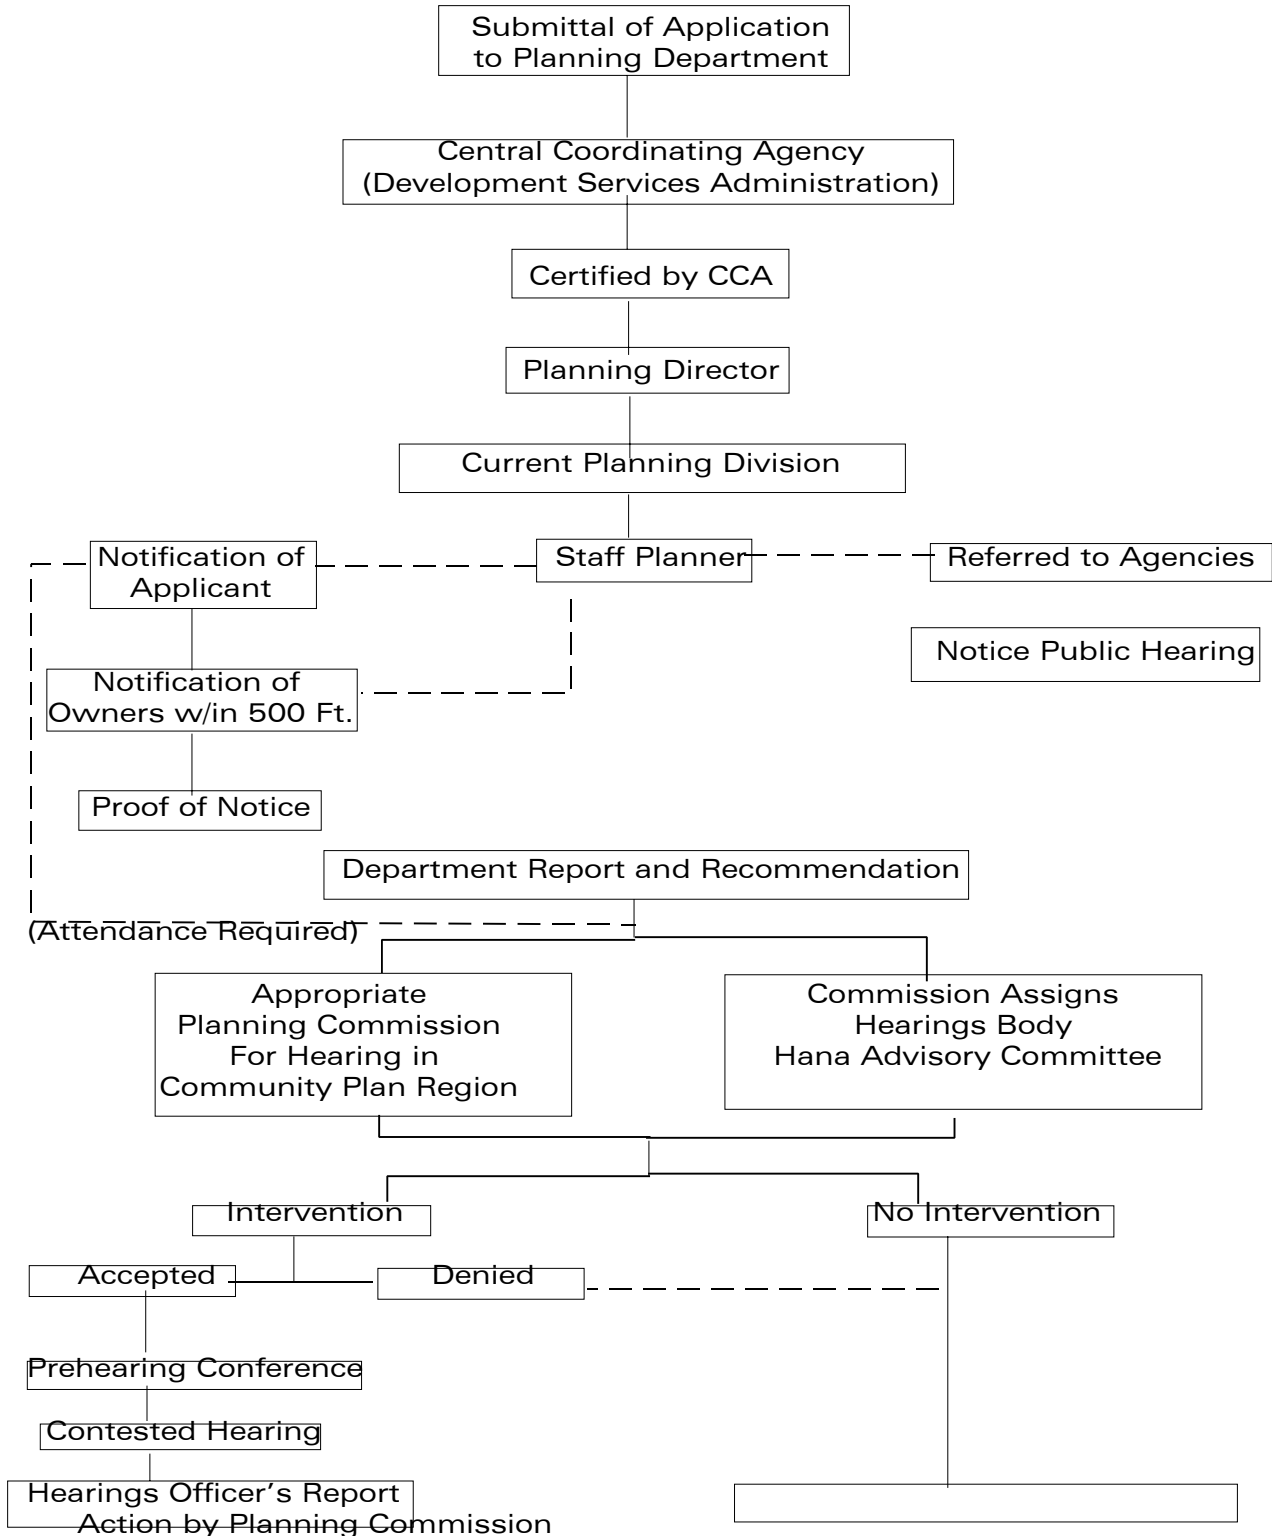 Submittal of Application
to Planning Department
Central Coordinating Agency
(Development Services Administration)
Certified by CCA
Planning Director
Current Planning Division
Notification of
Applicant
Staff Planner
Referred to Agencies
Notice Public Hearing
Notification of
Owners w/in 500 Ft.
Proof of Notice
Department Report and Recommendation
(Attendance Required)
Appropriate
Planning Commission
For Hearing in
Community Plan Region
Commission Assigns
Hearings Body
Hana Advisory Committee
Intervention
No Intervention
Accepted
Denied
Prehearing Conference
Contested Hearing
Hearings Officer’s Report
Action by Planning Commission